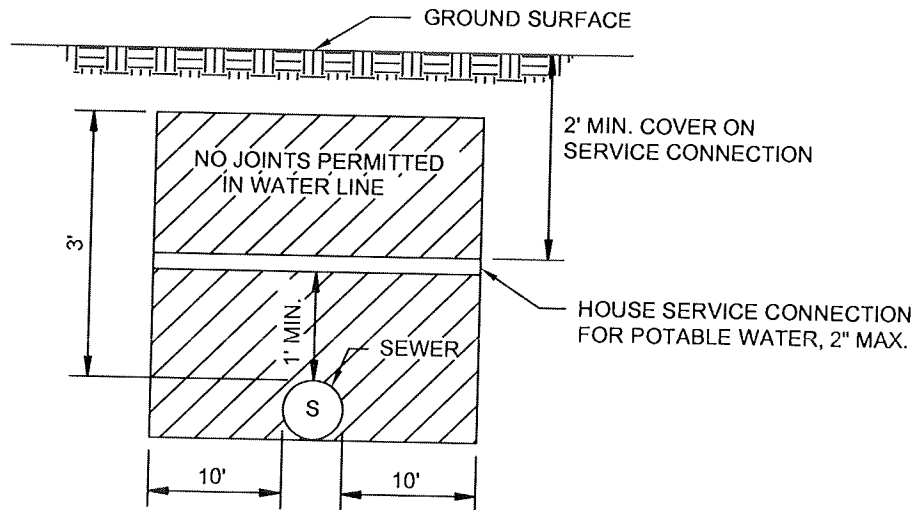 GROUND SURFACE
2' MIN. COVER ON
SERVICE CONNECTION
NO JOINTS PERMITTED
IN WATER LINE
3'
1' MIN.
HOUSE SERVICE CONNECTION
FOR POTABLE WATER, 2" MAX.
SEWER
S
10'
10'